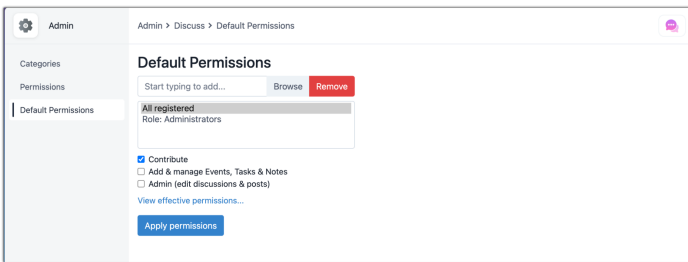 Admin
Admin > Discuss > Default Permissions
Categories
Permissions
Default Permissions
Default Permissions
Start typing to add...
Browse
Remove
All registered
Role: Administrators
Contribute
Add & manage Events, Tasks & Notes
Admin (edit discussions & posts)
View effective permissions...
Apply permissions